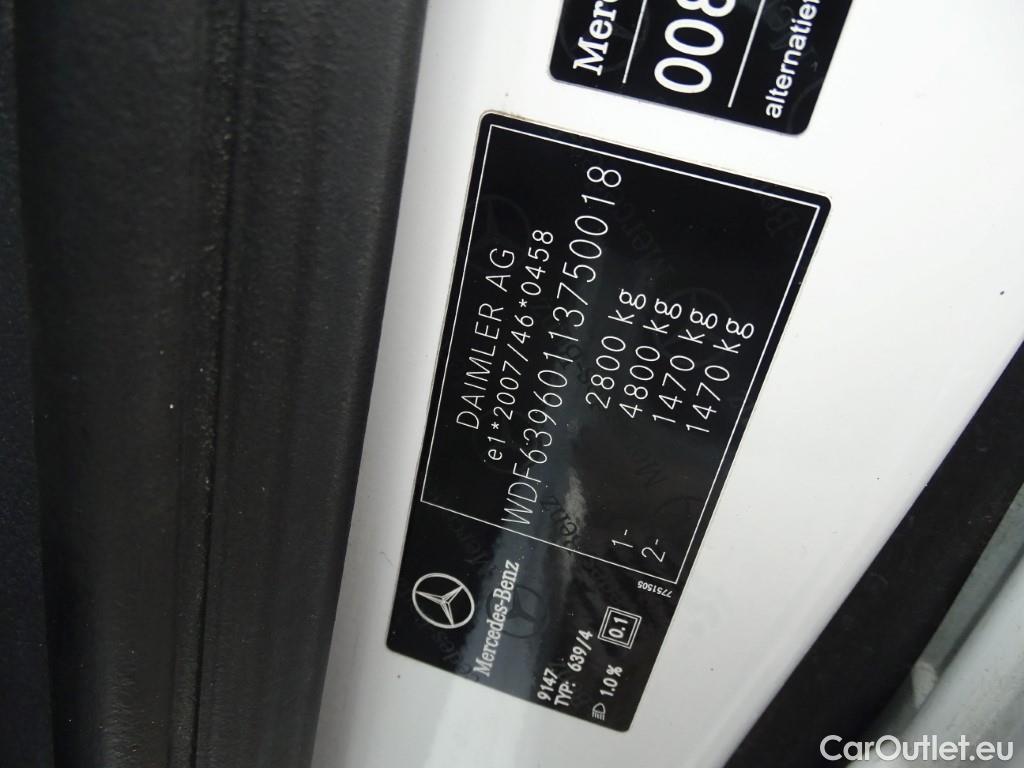 Merc
008
alternatie
DAIMLER AG
e1*2007/46*0458
WDF63960113750018
2800 kg
4800 kg
1- 1470 kg
2- 1470 kg
Mercedes-Benz
9147
TYP: 639/4
1.0 %
0.1
7751505
CarOutlet.eu